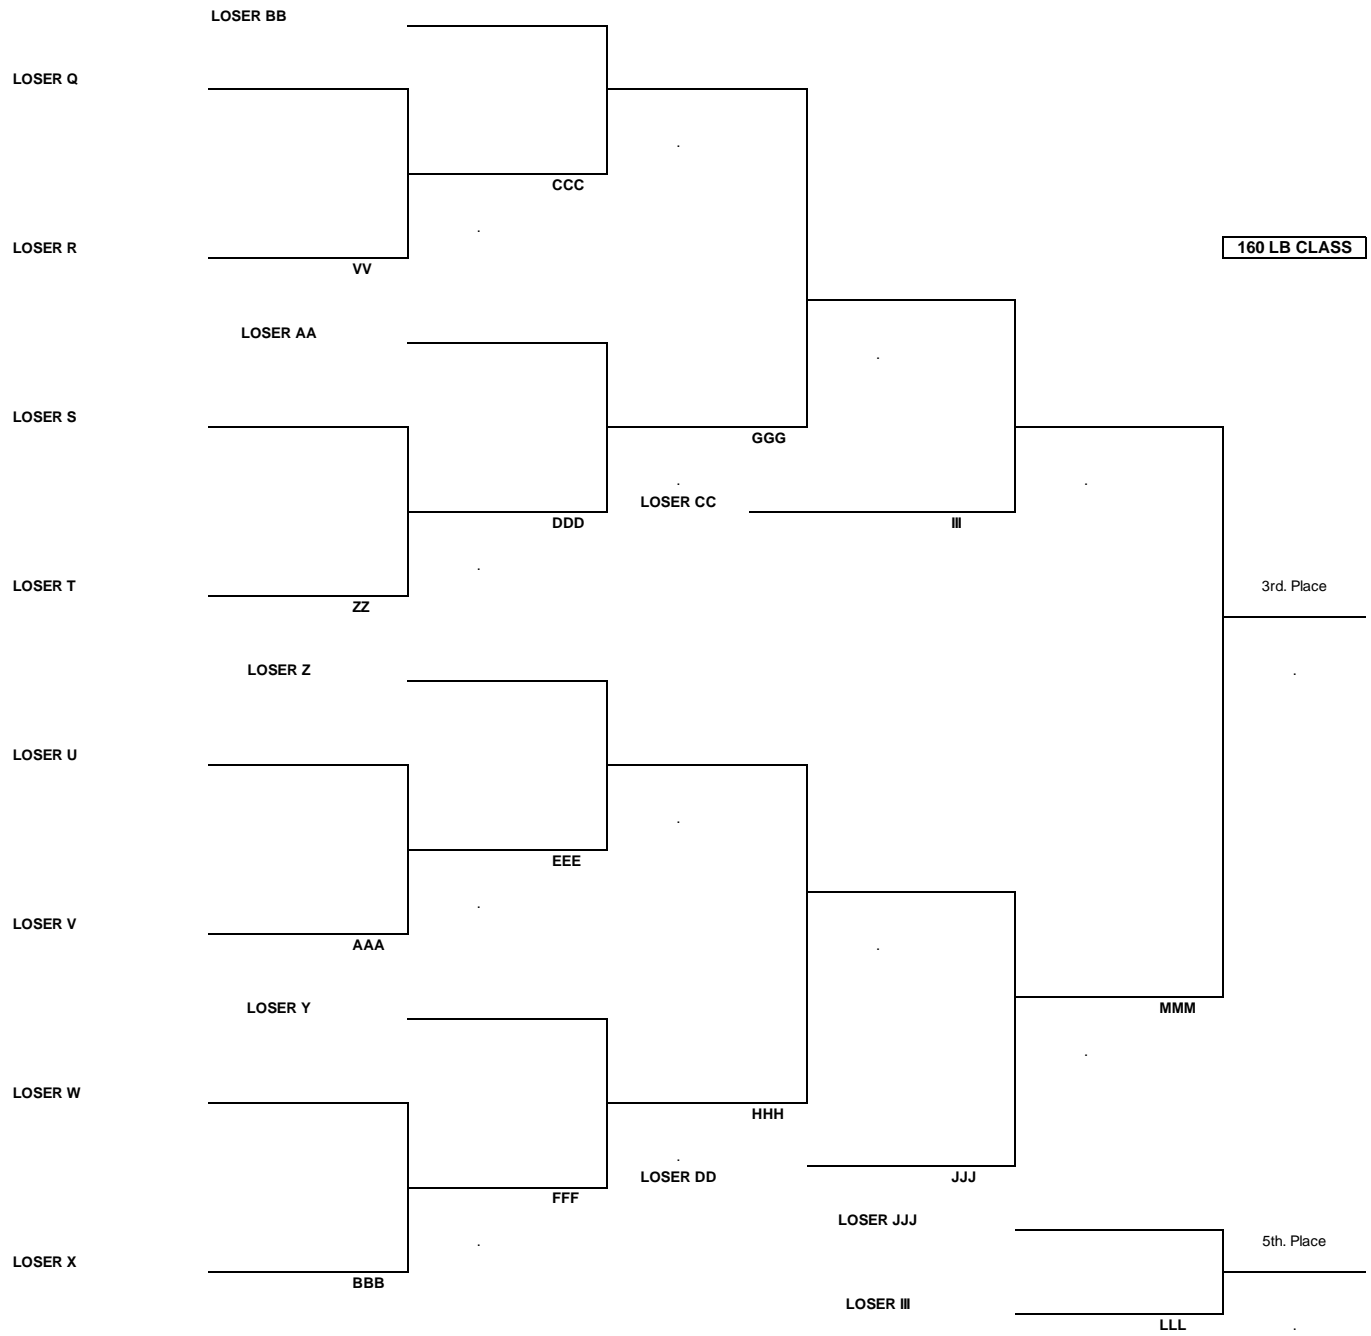 LOSER BB
LOSER Q
CCC
LOSER R
160 LB CLASS
VV
LOSER AA
LOSER S
GGG
LOSER CC
DDD
III
LOSER T
3rd. Place
ZZ
LOSER Z
LOSER U
EEE
LOSER V
AAA
LOSER Y
MMM
LOSER W
HHH
LOSER DD
JJJ
FFF
LOSER JJJ
5th. Place
LOSER X
BBB
LOSER III
LLL